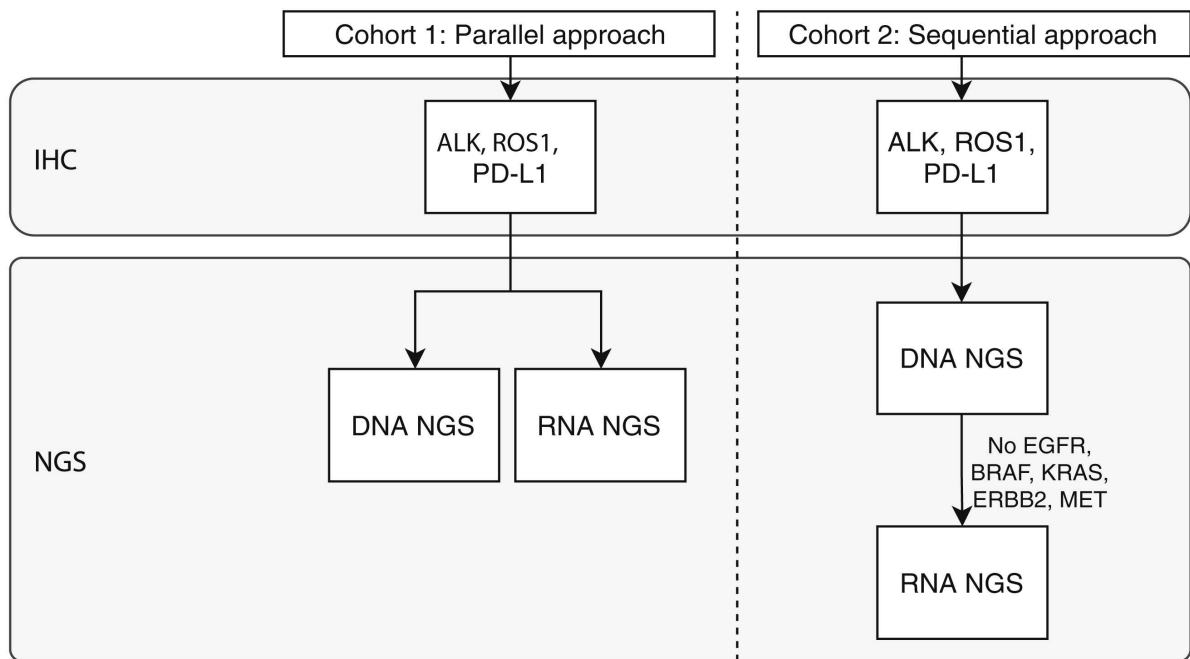 Cohort 1: Parallel approach
Cohort 2: Sequential approach
IHC
ALK, ROS1,
PD-L1
ALK, ROS1,
PD-L1
NGS
DNA NGS
RNA NGS
DNA NGS
No EGFR,
BRAF, KRAS,
ERBB2, MET
RNA NGS